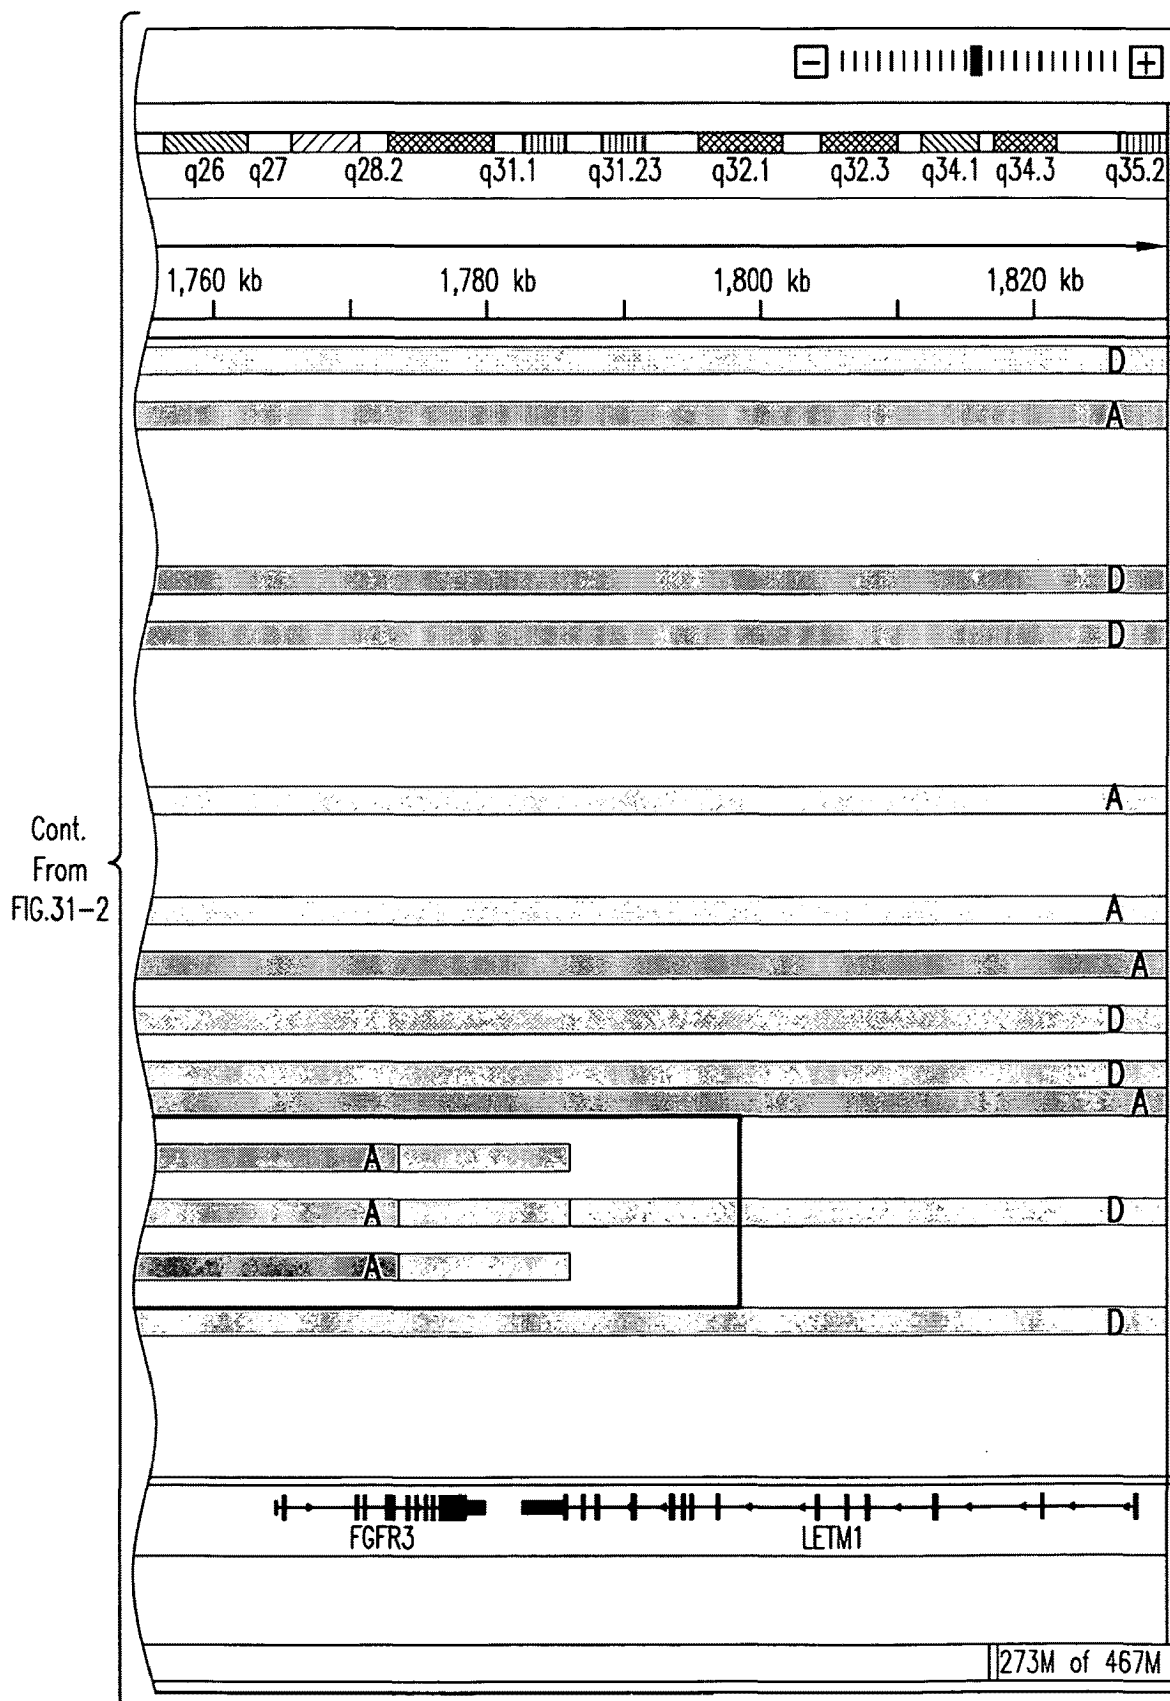 − +
q26 q27 q28.2 q31.1 q31.23 q32.1 q32.3 q34.1 q34.3 q35.2
1,760 kb 1,780 kb 1,800 kb 1,820 kb
D
A
D
D
A
Cont.
From
FIG.31-2
A
A
D
D
A
A
A D
A
D
FGFR3 LETM1
273M of 467M